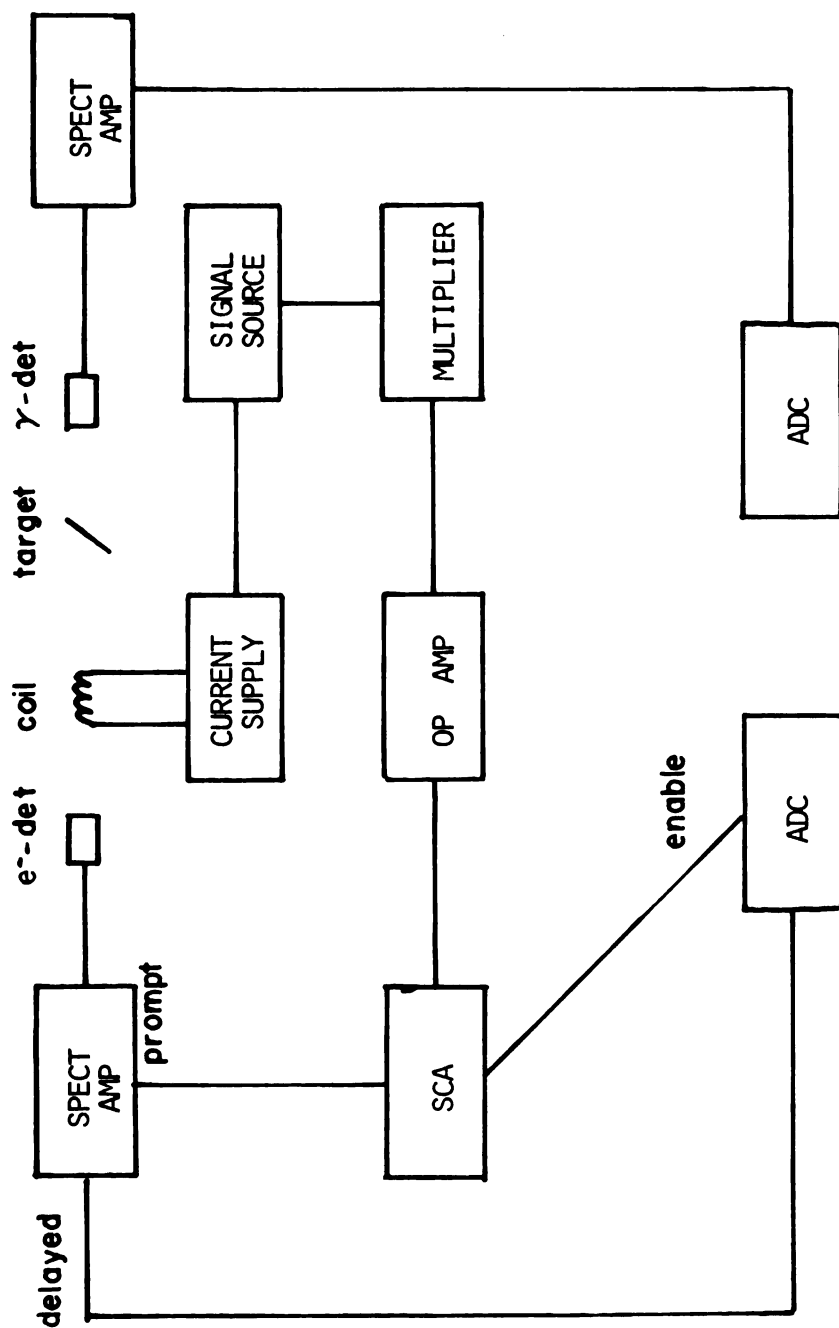 e⁻-det
coil
target
γ-det
SPECT
AMP
SPECT
AMP
delayed
prompt
CURRENT
SUPPLY
SIGNAL
SOURCE
SCA
OP AMP
MULTIPLIER
enable
ADC
ADC